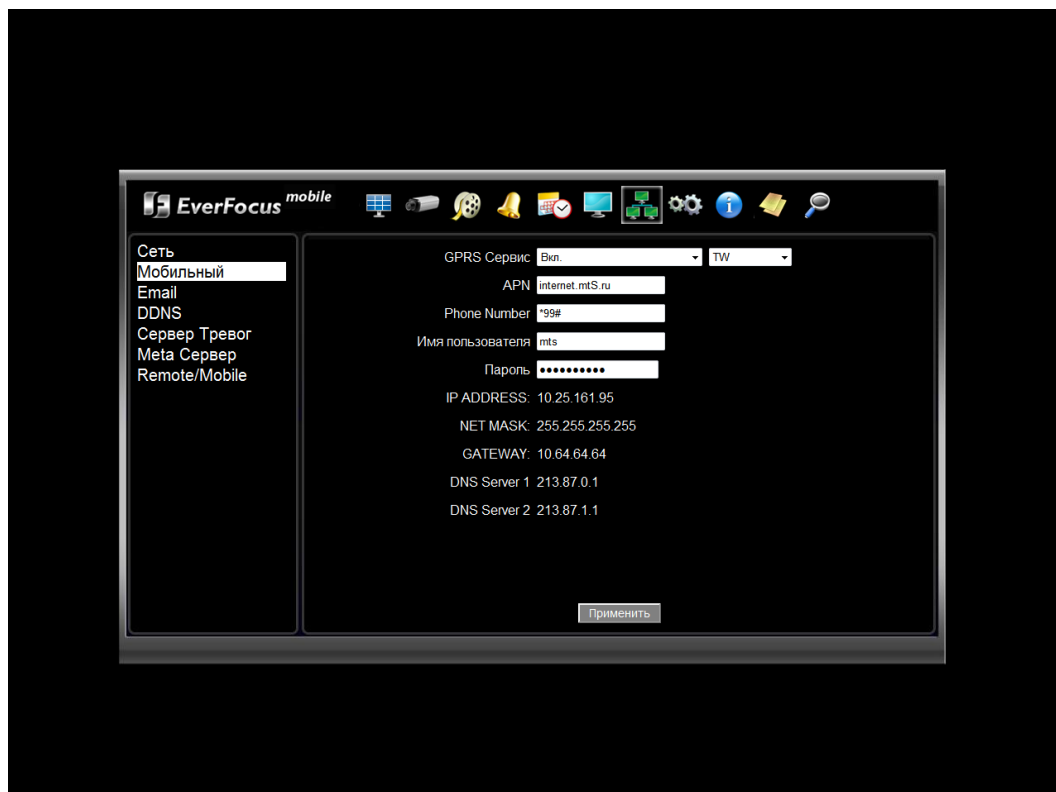 EverFocus mobile
Сеть
Мобильный
Email
DDNS
Сервер Тревог
Meta Сервер
Remote/Mobile
GPRS Сервис Вкл. TW
APN internet.mtS.ru
Phone Number *99#
Имя пользователя mts
Пароль ●●●●●●●●●●
IP ADDRESS: 10.25.161.95
NET MASK: 255.255.255.255
GATEWAY: 10.64.64.64
DNS Server 1 213.87.0.1
DNS Server 2 213.87.1.1
Применить